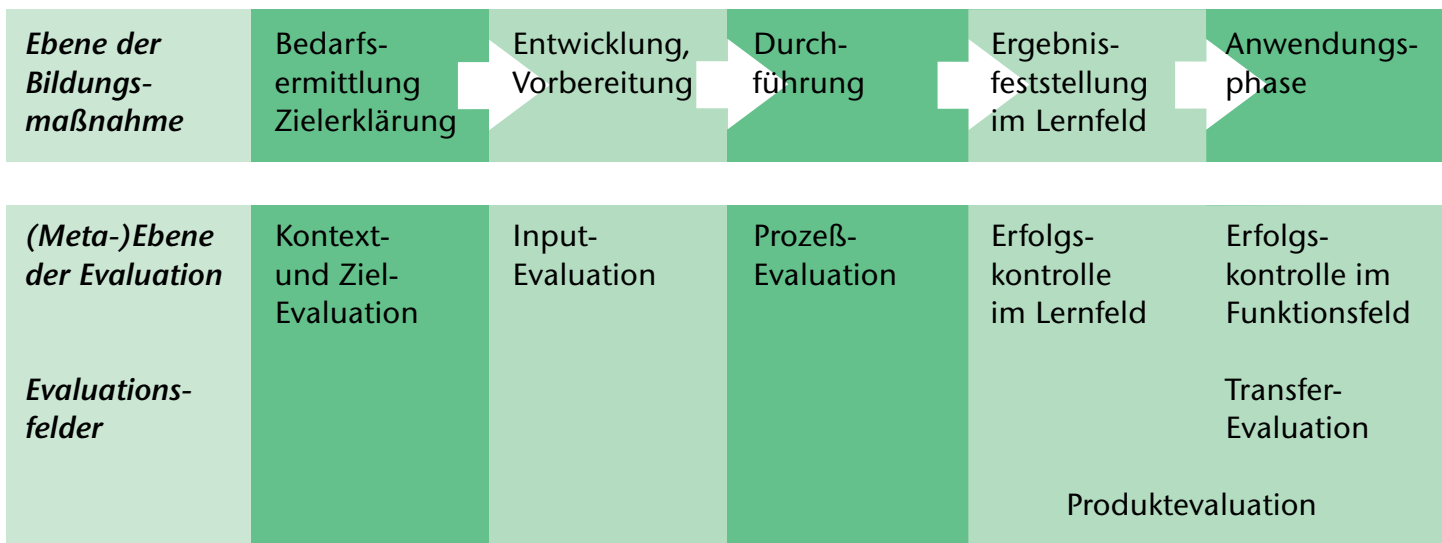 Ebene der
Bildungs-
maßnahme
Bedarfs-
ermittlung
Zielerklärung
Entwicklung,
Vorbereitung
Durch-
führung
Ergebnis-
feststellung
im Lernfeld
Anwendungs-
phase
(Meta-)Ebene
der Evaluation
Kontext-
und Ziel-
Evaluation
Input-
Evaluation
Prozeß-
Evaluation
Erfolgs-
kontrolle
im Lernfeld
Erfolgs-
kontrolle im
Funktionsfeld
Evaluations-
felder
Transfer-
Evaluation
Produktevaluation